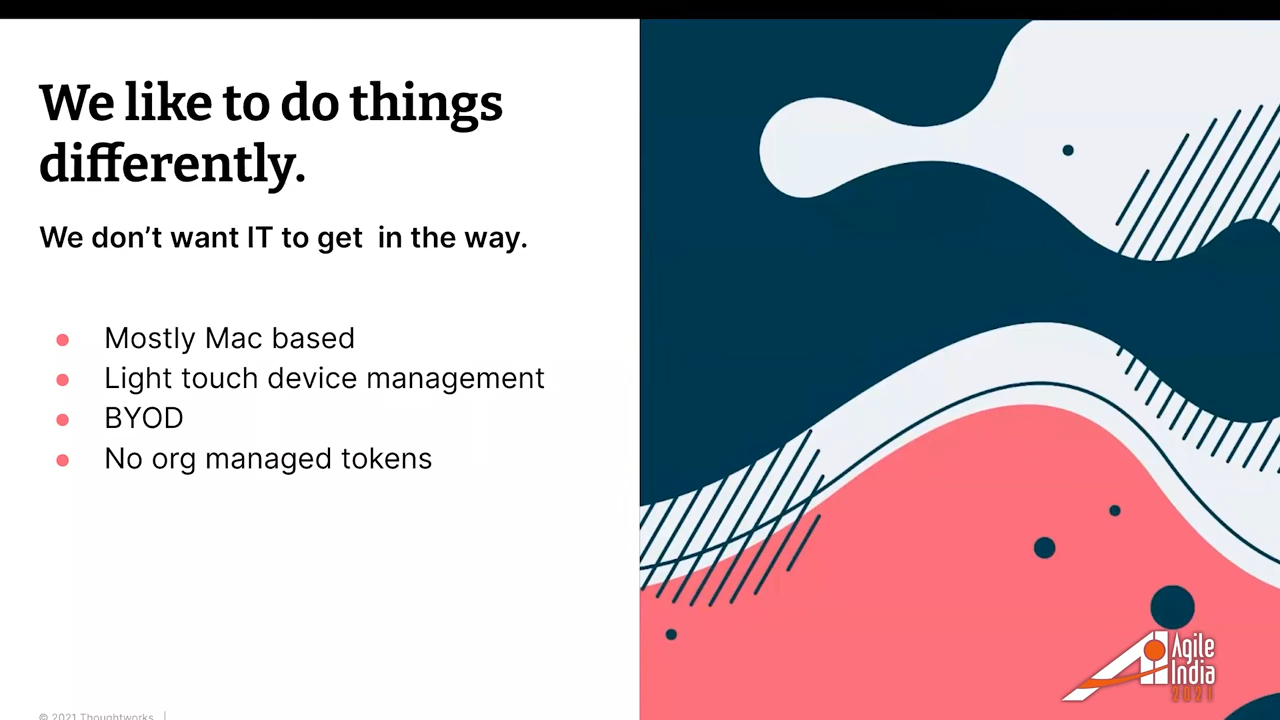 We like to do things
differently.
We don't want IT to get  in the way.
Mostly Mac based
Light touch device management
BYOD
No org managed tokens
© 2021 Thoughtworks |
Agile
India
2021